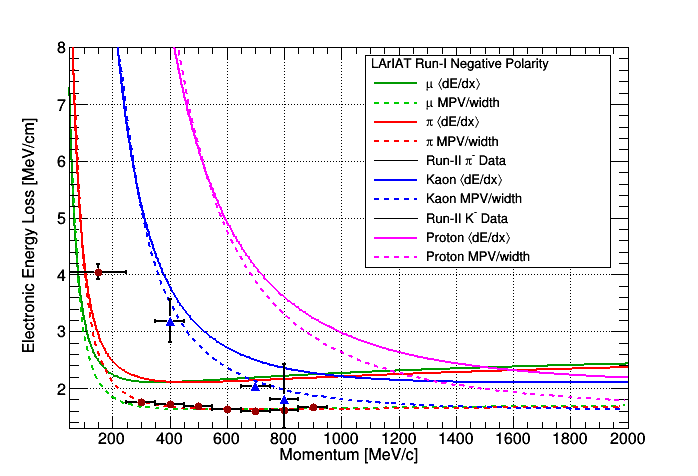 LArIAT Run-I Negative Polarity
μ ⟨dE/dx⟩
μ MPV/width
π ⟨dE/dx⟩
π MPV/width
Run-II π⁻ Data
Kaon ⟨dE/dx⟩
Kaon MPV/width
Run-II K⁻ Data
Proton ⟨dE/dx⟩
Proton MPV/width
Electronic Energy Loss [MeV/cm]
8
7
6
5
4
3
2
200 400 600 800 1000 1200 1400 1600 1800 2000
Momentum [MeV/c]